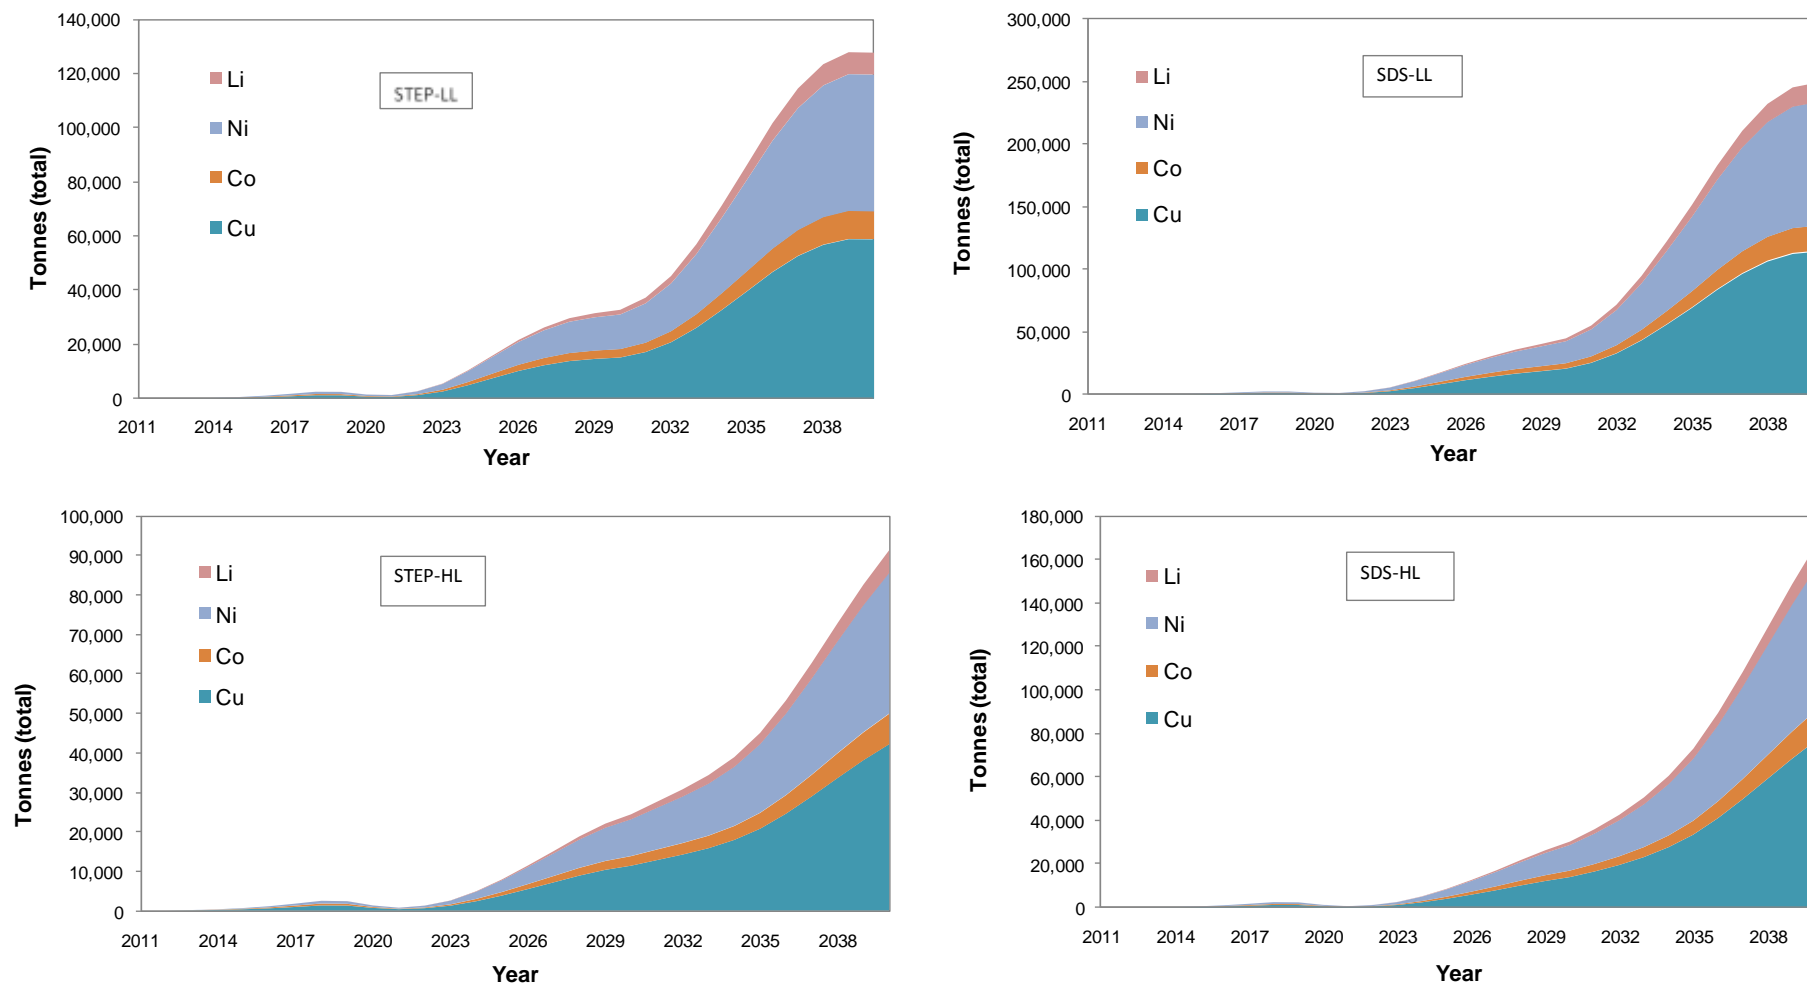 140,000
120,000
100,000
80,000
60,000
40,000
20,000
0
Tonnes (total)
Li
Ni
Co
Cu
STEP-LL
2011 2014 2017 2020 2023 2026 2029 2032 2035 2038
Year
300,000
250,000
200,000
150,000
100,000
50,000
0
Tonnes (total)
Li
Ni
Co
Cu
SDS-LL
2011 2014 2017 2020 2023 2026 2029 2032 2035 2038
Year
100,000
90,000
80,000
70,000
60,000
50,000
40,000
30,000
20,000
10,000
0
Tonnes (total)
Li
Ni
Co
Cu
STEP-HL
2011 2014 2017 2020 2023 2026 2029 2032 2035 2038
Year
180,000
160,000
140,000
120,000
100,000
80,000
60,000
40,000
20,000
0
Tonnes (total)
Li
Ni
Co
Cu
SDS-HL
2011 2014 2017 2020 2023 2026 2029 2032 2035 2038
Year